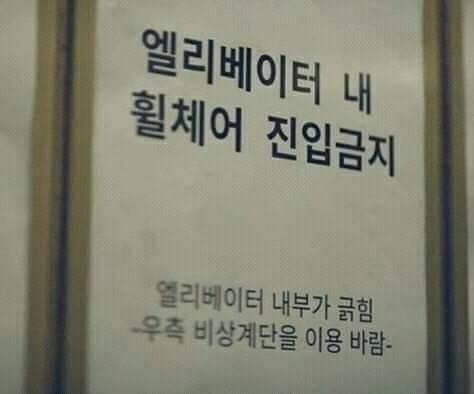 엘리베이터 내
휠체어 진입금지
엘리베이터 내부가 긁힘
-우측 비상계단을 이용 바람-